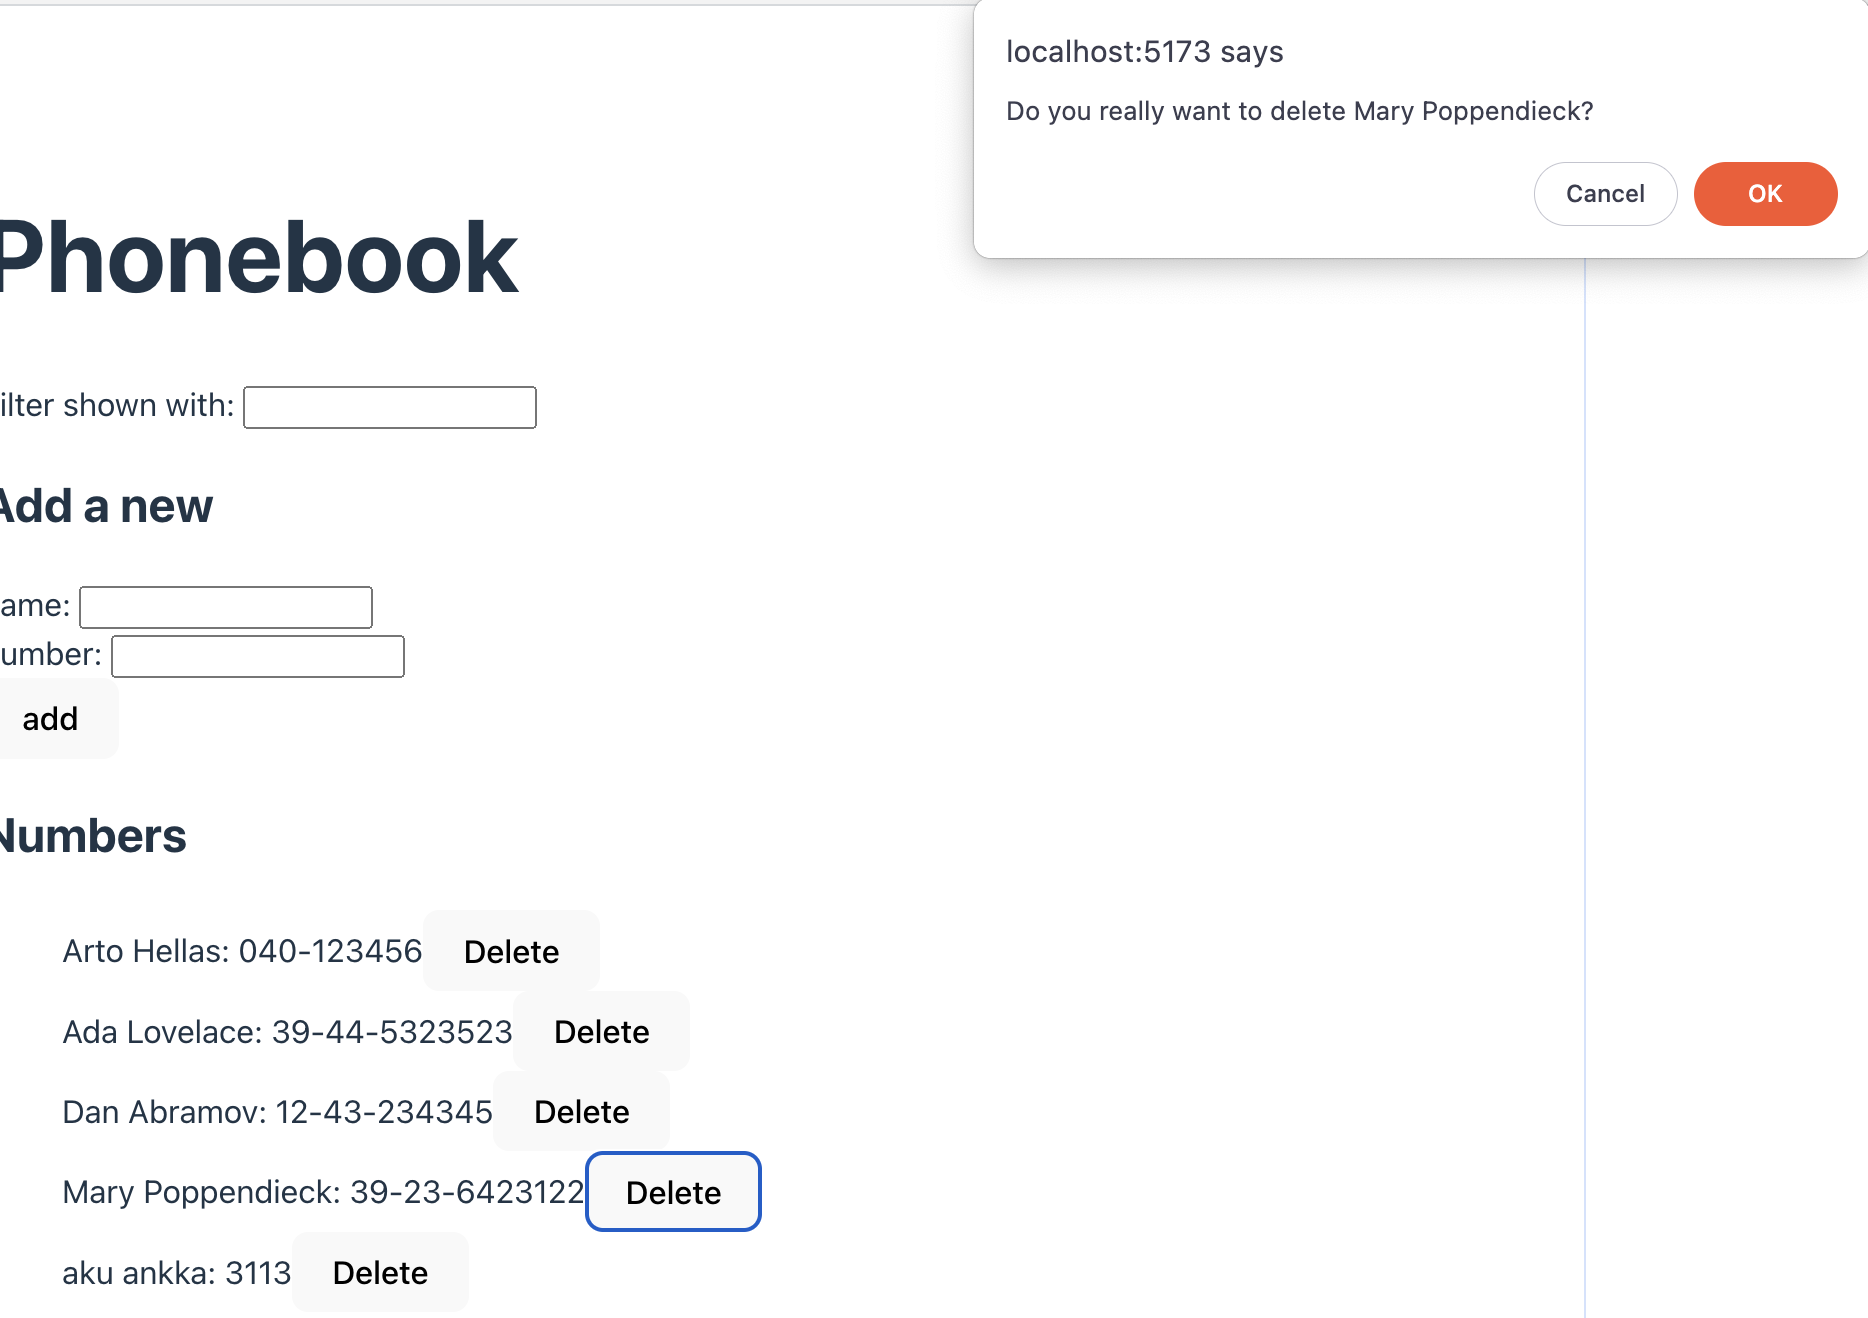 localhost:5173 says
Do you really want to delete Mary Poppendieck?
Cancel OK
Phonebook
ilter shown with:
Add a new
ame:
umber:
add
Numbers
Arto Hellas: 040-123456 Delete
Ada Lovelace: 39-44-5323523 Delete
Dan Abramov: 12-43-234345 Delete
Mary Poppendieck: 39-23-6423122 Delete
aku ankka: 3113 Delete